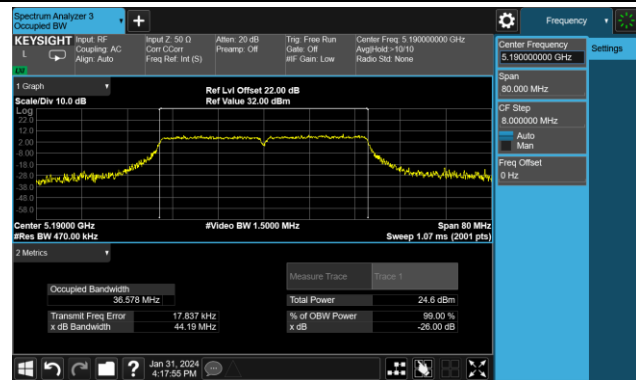 Spectrum Analyzer 3
Occupied BW
+
Frequency
KEYSIGHT
L
Input: RF
Coupling: AC
Align: Auto
Input Z: 50 Ω
Corr CCorr
Freq Ref: Int (S)
Atten: 20 dB
Preamp: Off
Trig: Free Run
Gate: Off
#IF Gain: Low
Center Freq: 5.190000000 GHz
Avg|Hold:>10/10
Radio Std: None
LW
Center Frequency
5.190000000 GHz
Settings
Span
80.000 MHz
CF Step
8.000000 MHz
Auto
Man
Freq Offset
0 Hz
1 Graph
Scale/Div 10.0 dB
Ref Lvl Offset 22.00 dB
Ref Value 32.00 dBm
Log
22.0
12.0
2.00
-8.00
-18.0
-28.0
-38.0
-48.0
-58.0
Center 5.19000 GHz
#Res BW 470.00 kHz
#Video BW 1.5000 MHz
Span 80 MHz
Sweep 1.07 ms (2001 pts)
2 Metrics
Measure Trace
Trace 1
Occupied Bandwidth
36.578 MHz
Total Power
24.6 dBm
Transmit Freq Error
17.837 kHz
% of OBW Power
99.00 %
x dB Bandwidth
44.19 MHz
x dB
-26.00 dB
?
Jan 31, 2024
4:17:55 PM